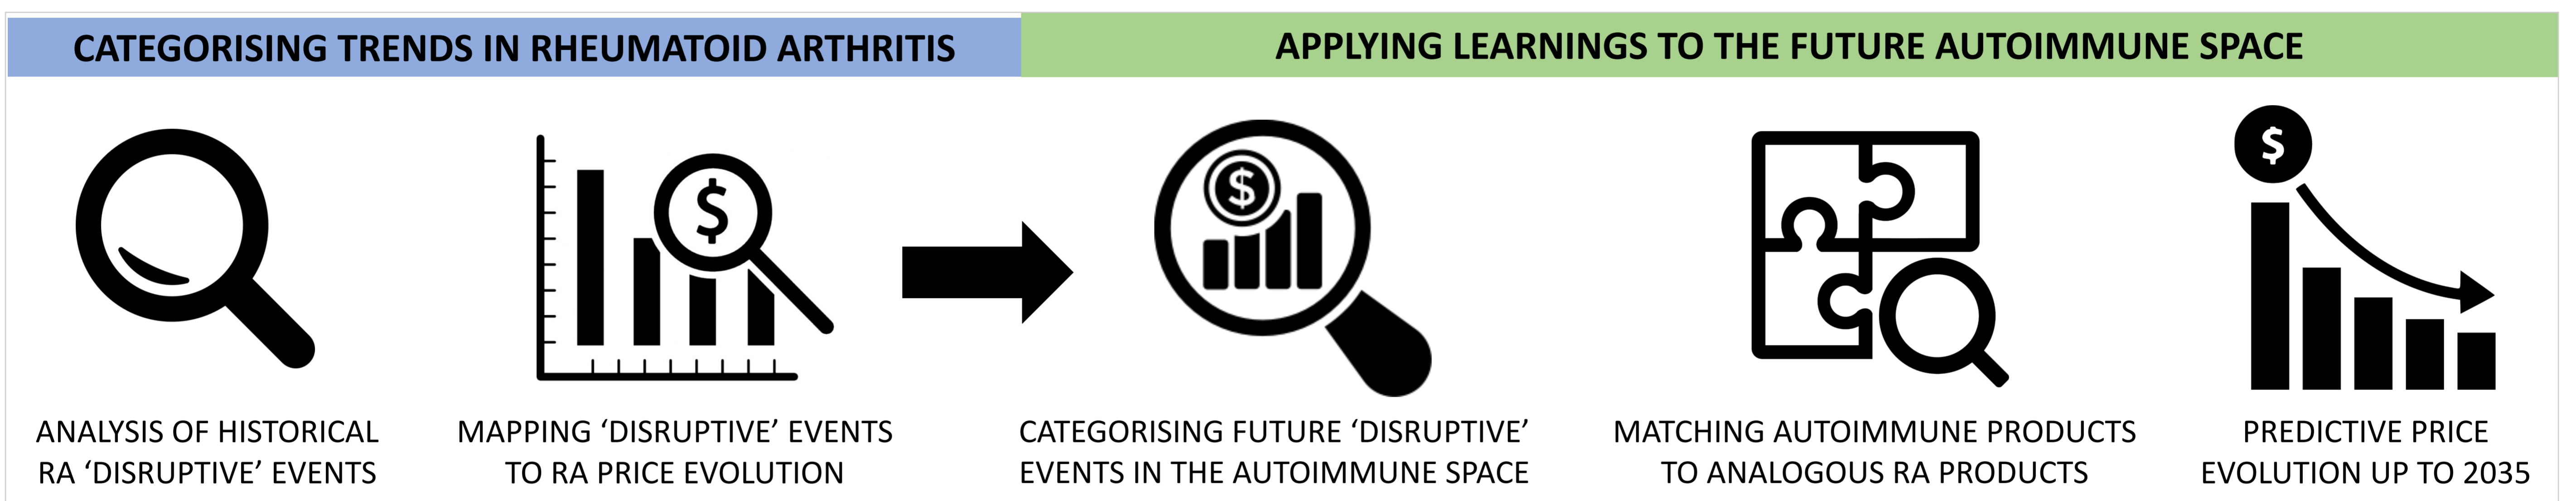 CATEGORISING TRENDS IN RHEUMATOID ARTHRITIS
APPLYING LEARNINGS TO THE FUTURE AUTOIMMUNE SPACE
$
$
$
ANALYSIS OF HISTORICAL
RA ‘DISRUPTIVE’ EVENTS
MAPPING ‘DISRUPTIVE’ EVENTS
TO RA PRICE EVOLUTION
CATEGORISING FUTURE ‘DISRUPTIVE’
EVENTS IN THE AUTOIMMUNE SPACE
MATCHING AUTOIMMUNE PRODUCTS
TO ANALOGOUS RA PRODUCTS
PREDICTIVE PRICE
EVOLUTION UP TO 2035